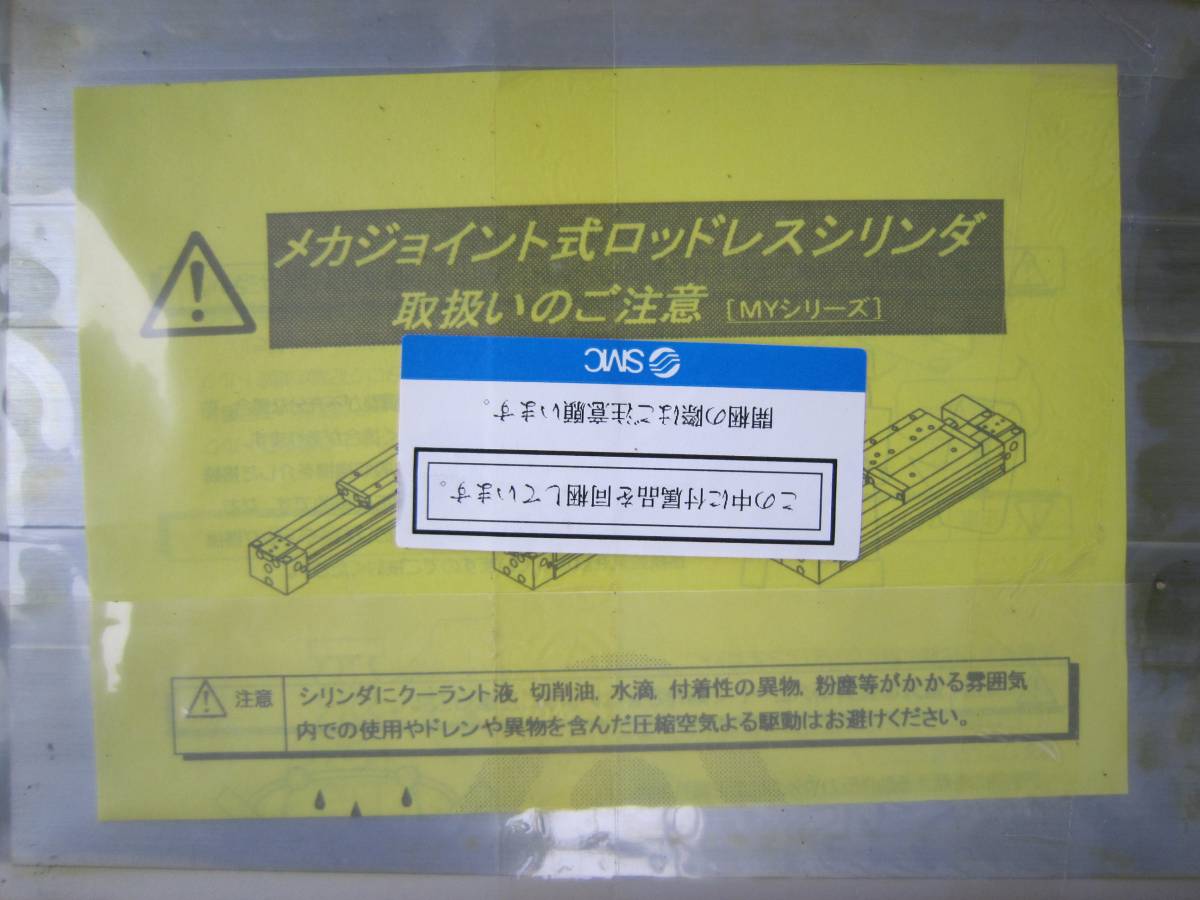 メカジョイント式ロッドレスシリンダ
取扱いのご注意 [MYシリーズ]
SMC
開梱の際はご注意願います。
この中に付属品を同梱しています。
注意
シリンダにクーラント液, 切削油, 水滴, 付着性の異物, 粉塵等がかかる雰囲気
内での使用やドレンや異物を含んだ圧縮空気よる駆動はお避けください。